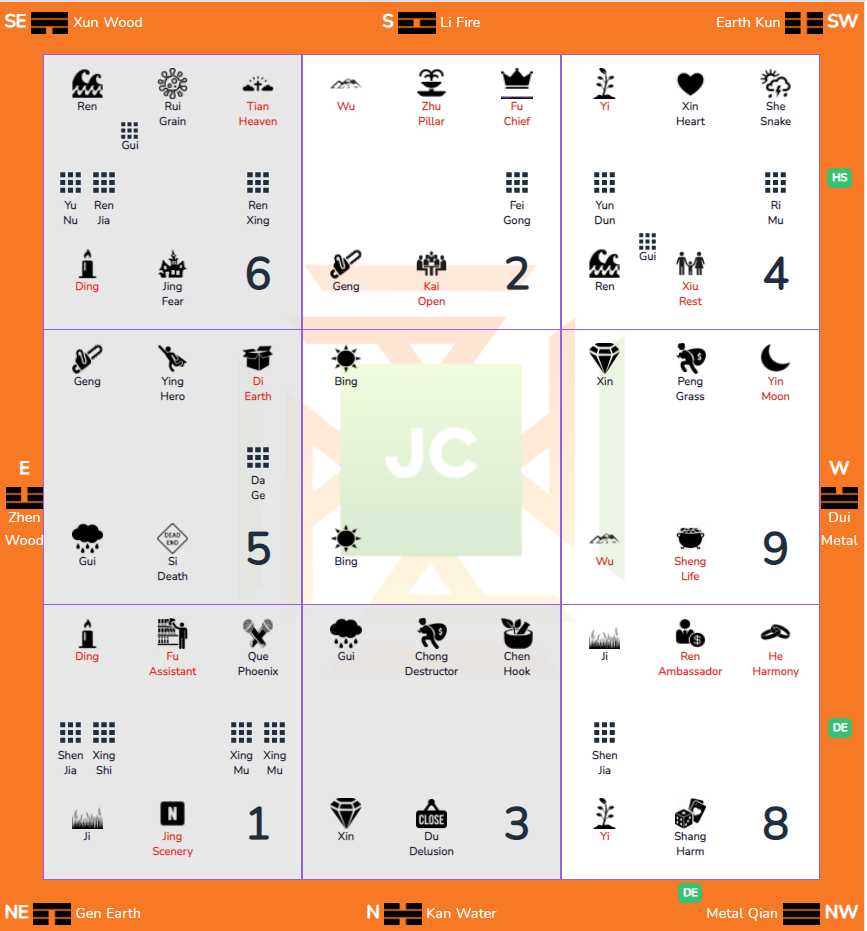 SE Xun Wood S Li Fire Earth Kun SW
Ren Rui Grain Tian Heaven
Gui
Yu Nu Ren Jia Ren Xing
Ding Jing Fear 6
Wu Zhu Pillar Fu Chief
Fei Gong
Geng Kai Open 2
Yi Xin Heart She Snake
Yun Dun Ri Mu
Gui
Ren Xiu Rest 4
HS
Geng Ying Hero Di Earth
Da Ge
Gui Si Death 5
DEAD END
E Zhen Wood
Bing
JC
Bing
Xin Peng Grass Yin Moon
Wu Sheng Life 9
W Dui Metal
Ding Fu Assistant Que Phoenix
Shen Jia Xing Shi Xing Mu Xing Mu
Ji Jing Scenery 1
N
Gui Chong Destructor Chen Hook
Xin Du Delusion 3
CLOSE
Ji Ren Ambassador He Harmony
Shen Jia
Yi Shang Harm 8
DE
DE
NE Gen Earth N Kan Water Metal Qian NW